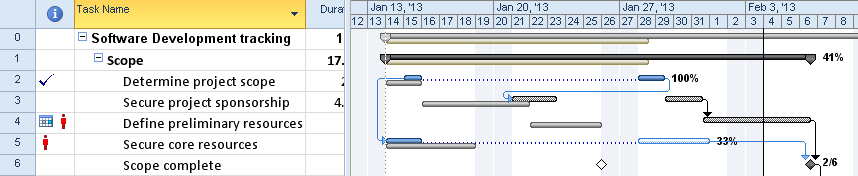 Task Name Dura Jan 13, '13 Jan 20, '13 Jan 27, '13 Feb 3, '13
12 13 14 15 16 17 18 19 20 21 22 23 24 25 26 27 28 29 30 31 1 2 3 4 5 6 7
0 Software Development tracking 1
1 Scope 17. 41%
2 Determine project scope 2 100%
3 Secure project sponsorship 4.
4 Define preliminary resources
5 Secure core resources 33%
6 Scope complete 2/6